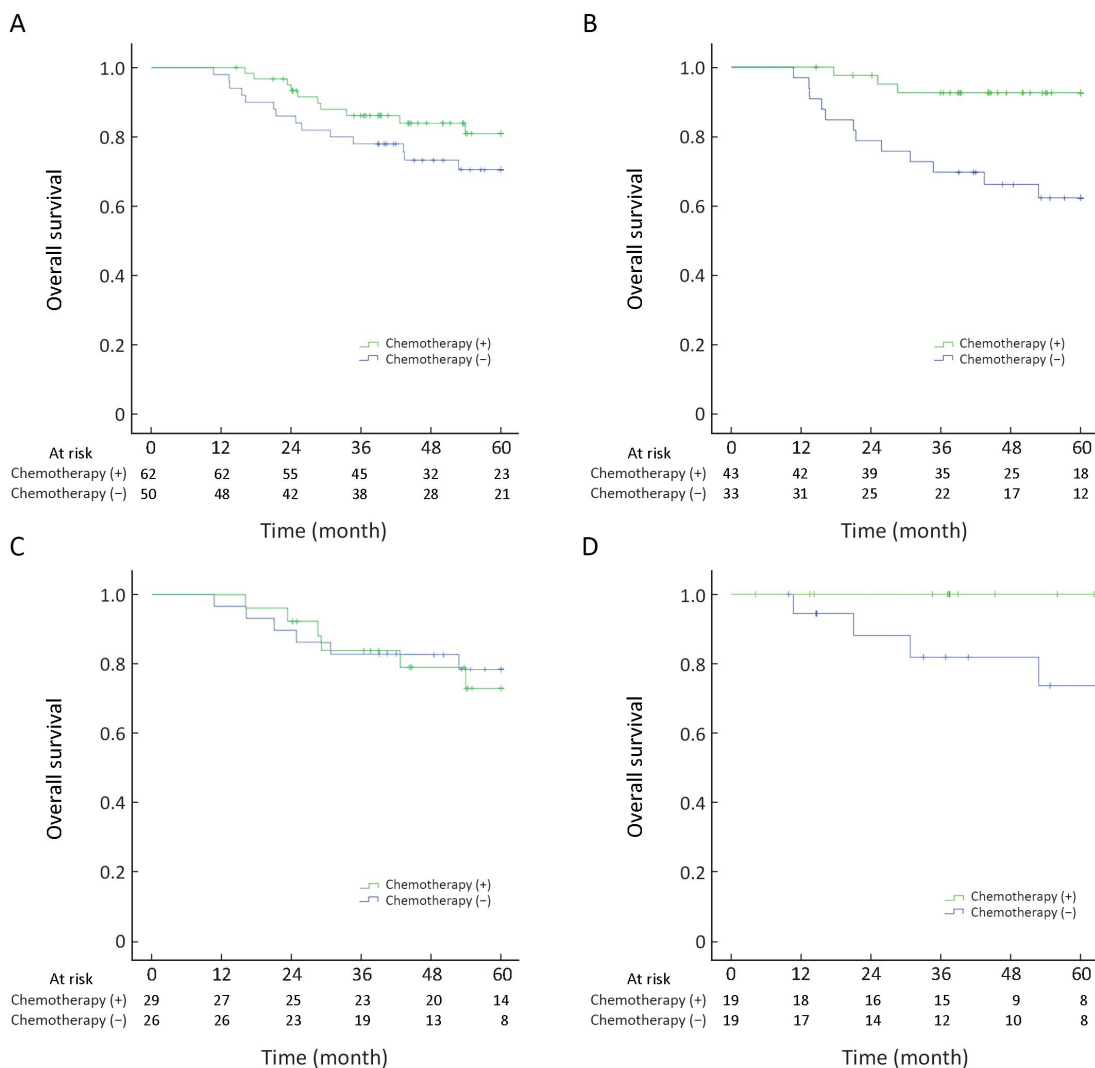 A
1.0
0.8
0.6
0.4
0.2
0
Overall survival
Chemotherapy (+)
Chemotherapy (−)
0 12 24 36 48 60
At risk
Chemotherapy (+) 62 62 55 45 32 23
Chemotherapy (−) 50 48 42 38 28 21
Time (month)
B
1.0
0.8
0.6
0.4
0.2
0
Overall survival
Chemotherapy (+)
Chemotherapy (−)
0 12 24 36 48 60
At risk
Chemotherapy (+) 43 42 39 35 25 18
Chemotherapy (−) 33 31 25 22 17 12
Time (month)
C
1.0
0.8
0.6
0.4
0.2
0
Overall survival
Chemotherapy (+)
Chemotherapy (−)
0 12 24 36 48 60
At risk
Chemotherapy (+) 29 27 25 23 20 14
Chemotherapy (−) 26 26 23 19 13 8
Time (month)
D
1.0
0.8
0.6
0.4
0.2
0
Overall survival
Chemotherapy (+)
Chemotherapy (−)
0 12 24 36 48 60
At risk
Chemotherapy (+) 19 18 16 15 9 8
Chemotherapy (−) 19 17 14 12 10 8
Time (month)